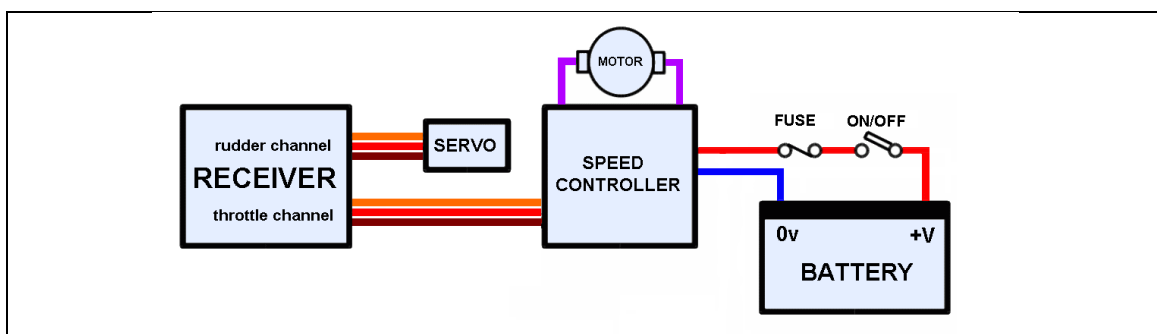 MOTOR
FUSE ON/OFF
rudder channel
SERVO
RECEIVER
SPEED
CONTROLLER
throttle channel
0v +V
BATTERY